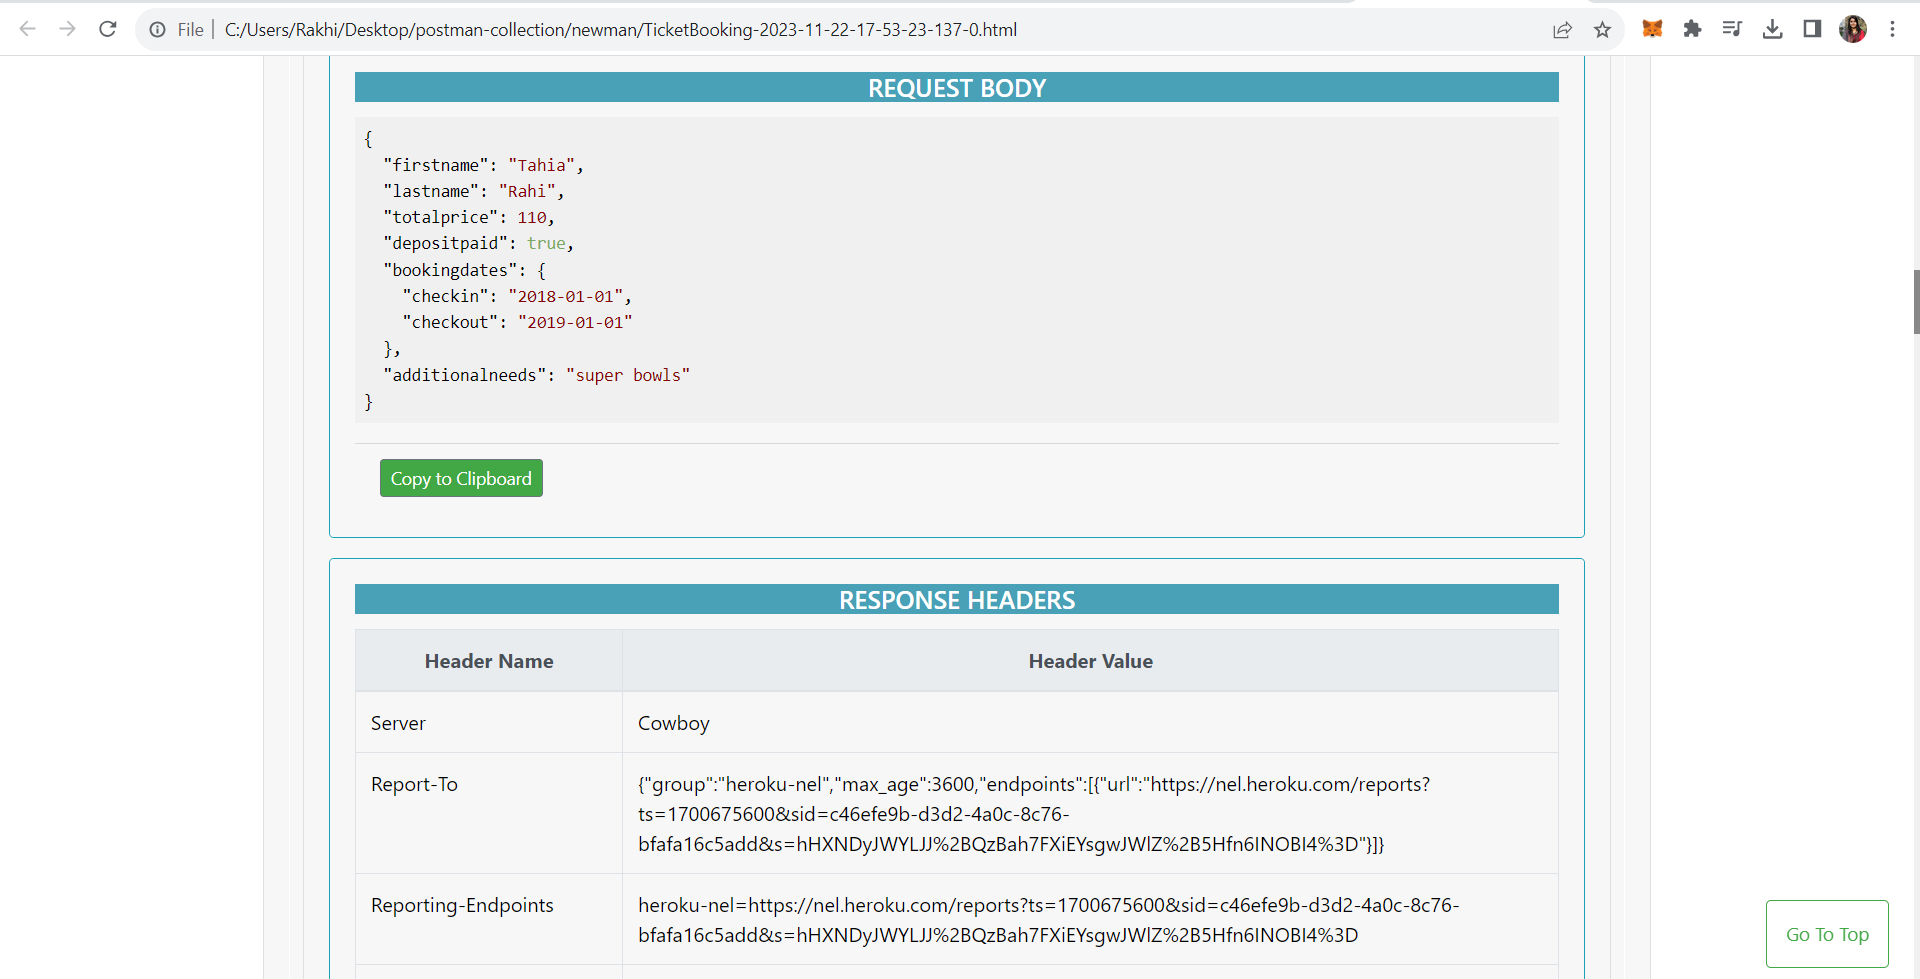 File | C:/Users/Rakhi/Desktop/postman-collection/newman/TicketBooking-2023-11-22-17-53-23-137-0.html
REQUEST BODY
{
"firstname": "Tahia",
"lastname": "Rahi",
"totalprice": 110,
"depositpaid": true,
"bookingdates": {
"checkin": "2018-01-01",
"checkout": "2019-01-01"
},
"additionalneeds": "super bowls"
}
Copy to Clipboard
RESPONSE HEADERS
Header Name Header Value
Server Cowboy
Report-To {"group":"heroku-nel","max_age":3600,"endpoints":[{"url":"https://nel.heroku.com/reports?
ts=1700675600&sid=c46efe9b-d3d2-4a0c-8c76-
bfafa16c5add&s=hHXNDyJWYLJJ%2BQzBah7FXiEYsgwJWlZ%2B5Hfn6INOBI4%3D"}]}
Reporting-Endpoints heroku-nel=https://nel.heroku.com/reports?ts=1700675600&sid=c46efe9b-d3d2-4a0c-8c76-
bfafa16c5add&s=hHXNDyJWYLJJ%2BQzBah7FXiEYsgwJWlZ%2B5Hfn6INOBI4%3D
Go To Top